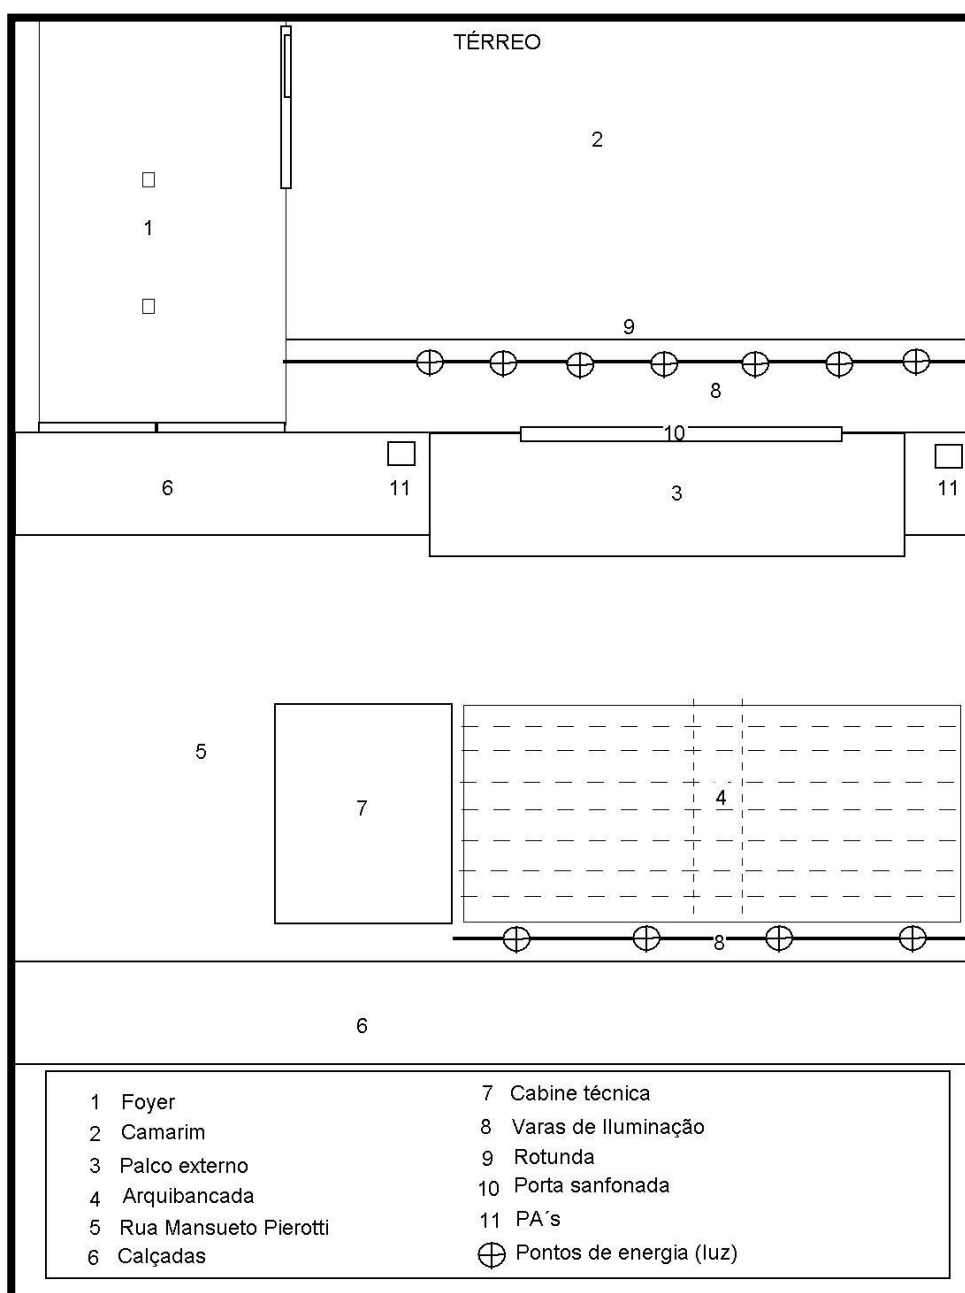 TÉRREO
2
1
9
8
10
6
11
3
11
5
4
7
8
6
1 Foyer
2 Camarim
3 Palco externo
4 Arquibancada
5 Rua Mansueto Pierotti
6 Calçadas
7 Cabine técnica
8 Varas de Iluminação
9 Rotunda
10 Porta sanfonada
11 PA´s
Pontos de energia (luz)